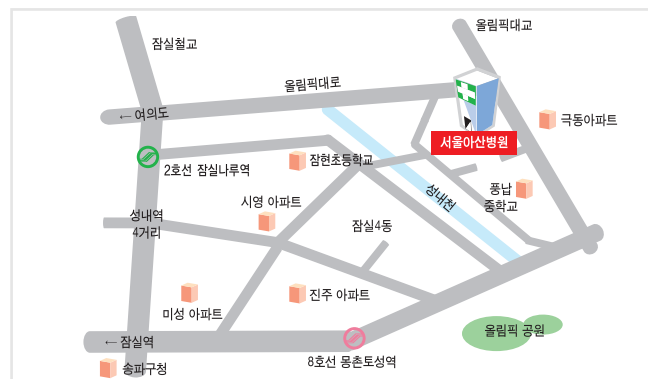 올림픽대교
잠실철교
올림픽대로
← 여의도
극동아파트
서울아산병원
잠현초등학교
2호선 잠실나루역
풍납
중학교
성내천
시영 아파트
성내역
4거리
잠실4동
진주 아파트
미성 아파트
올림픽 공원
← 잠실역
8호선 몽촌토성역
송파구청